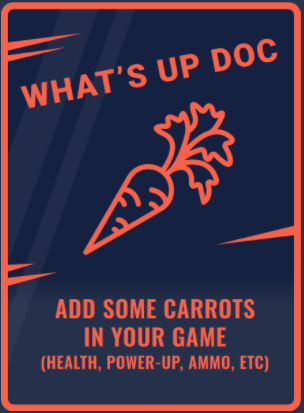 WHAT'S UP DOC
ADD SOME CARROTS
IN YOUR GAME
(HEALTH, POWER-UP, AMMO, ETC)